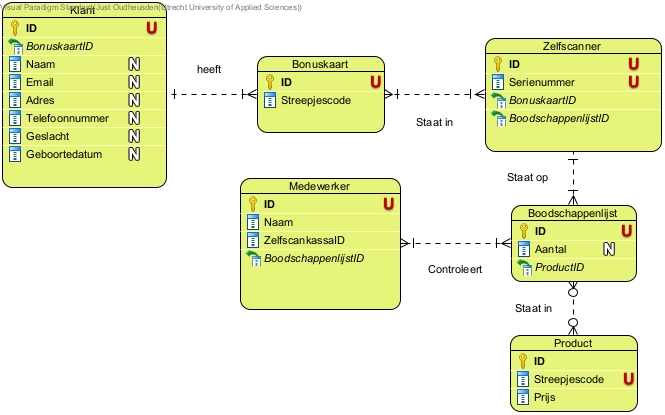 Visual Paradigm Standard(Just Oudheusden(Utrecht University of Applied Sciences))
Klant
ID U
BonuskaartID
Naam N
Email N
Adres N
Telefoonnummer N
Geslacht N
Geboortedatum N
heeft
Bonuskaart
ID U
Streepjescode
Staat in
Zelfscanner
ID U
Serienummer U
BonuskaartID
BoodschappenlijstID
Staat op
Medewerker
ID U
Naam
ZelfscankassaID
BoodschappenlijstID
Controleert
Boodschappenlijst
ID U
Aantal N
ProductID
Staat in
Product
ID
Streepjescode U
Prijs